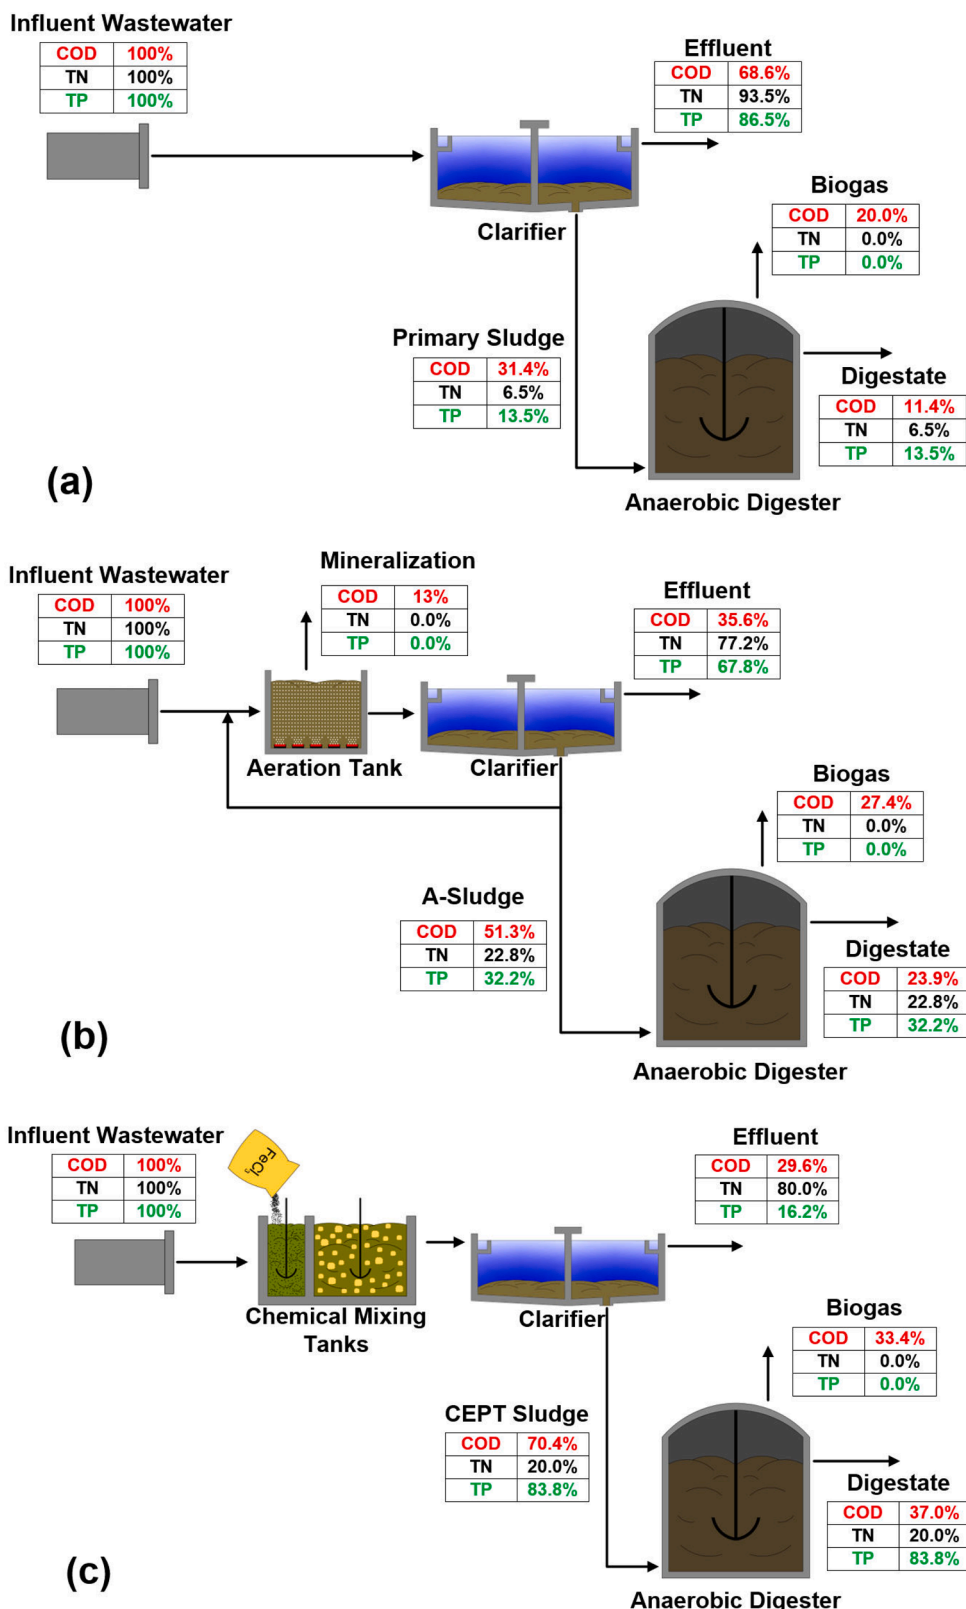 Influent Wastewater
COD 100%
TN 100%
TP 100%
Effluent
COD 68.6%
TN 93.5%
TP 86.5%
Clarifier
Biogas
COD 20.0%
TN 0.0%
TP 0.0%
Primary Sludge
COD 31.4%
TN 6.5%
TP 13.5%
Digestate
COD 11.4%
TN 6.5%
TP 13.5%
Anaerobic Digester
(a)
Influent Wastewater
COD 100%
TN 100%
TP 100%
Mineralization
COD 13%
TN 0.0%
TP 0.0%
Effluent
COD 35.6%
TN 77.2%
TP 67.8%
Aeration Tank
Clarifier
Biogas
COD 27.4%
TN 0.0%
TP 0.0%
A-Sludge
COD 51.3%
TN 22.8%
TP 32.2%
Digestate
COD 23.9%
TN 22.8%
TP 32.2%
Anaerobic Digester
(b)
Influent Wastewater
COD 100%
TN 100%
TP 100%
FeCl3
Effluent
COD 29.6%
TN 80.0%
TP 16.2%
Chemical Mixing
Tanks
Clarifier
Biogas
COD 33.4%
TN 0.0%
TP 0.0%
CEPT Sludge
COD 70.4%
TN 20.0%
TP 83.8%
Digestate
COD 37.0%
TN 20.0%
TP 83.8%
Anaerobic Digester
(c)